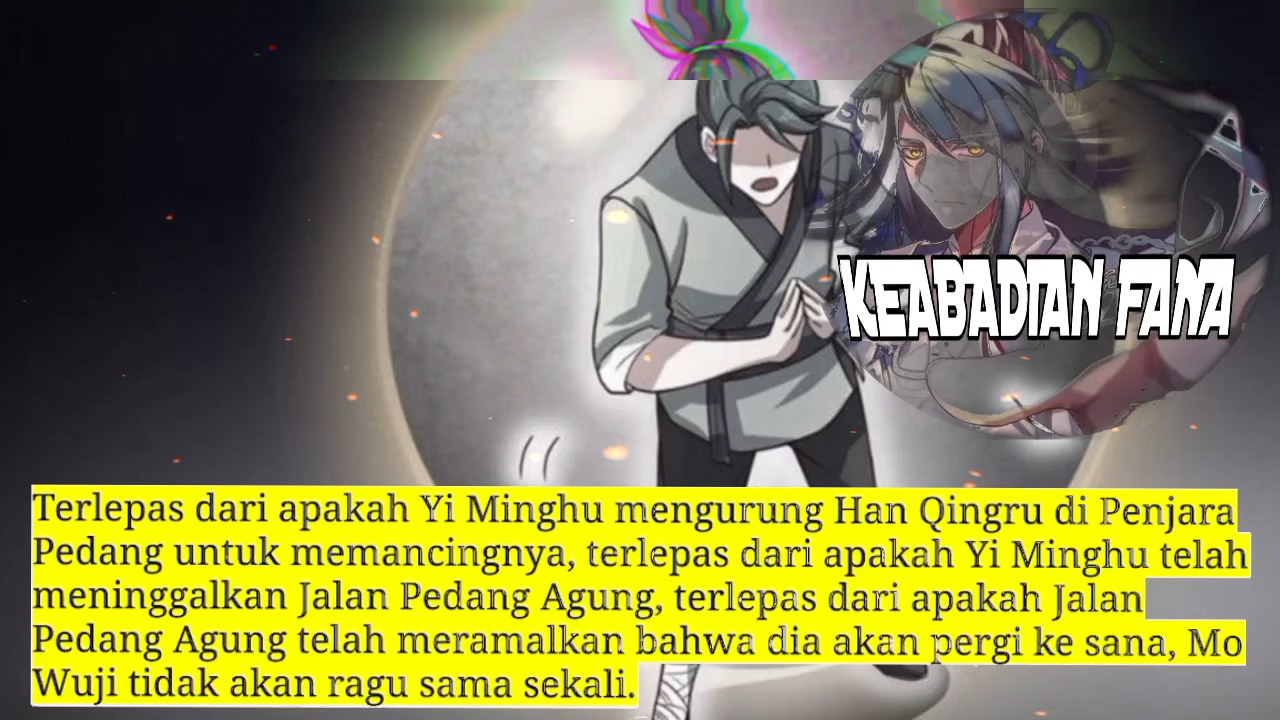 KEABADIAN FANA
Terlepas dari apakah Yi Minghu mengurung Han Qingru di Penjara
Pedang untuk memancingnya, terlepas dari apakah Yi Minghu telah
meninggalkan Jalan Pedang Agung, terlepas dari apakah Jalan
Pedang Agung telah meramalkan bahwa dia akan pergi ke sana, Mo
Wuji tidak akan ragu sama sekali.